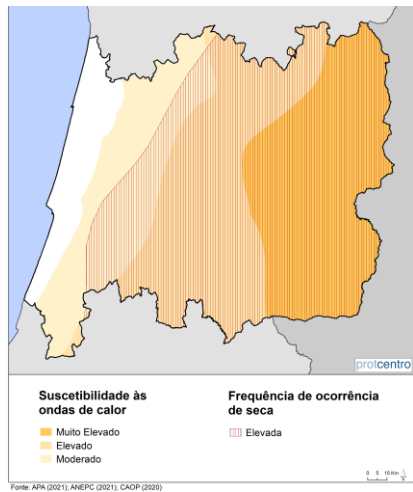 protcentro
Suscetibilidade às
ondas de calor
Muito Elevado
Elevado
Moderado
Frequência de ocorrência
de seca
Elevada
0 5 10 Km
Fonte: APA (2021); ANEPC (2021); CAOP (2020)